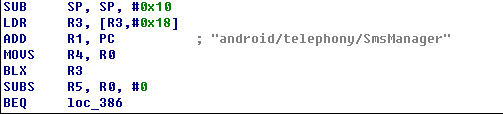 SUB SP, SP, #0x10
LDR R3, [R3,#0x18]
ADD R1, PC ; "android/telephony/SmsManager"
MOVS R4, R0
BLX R3
SUBS R5, R0, #0
BEQ loc_386